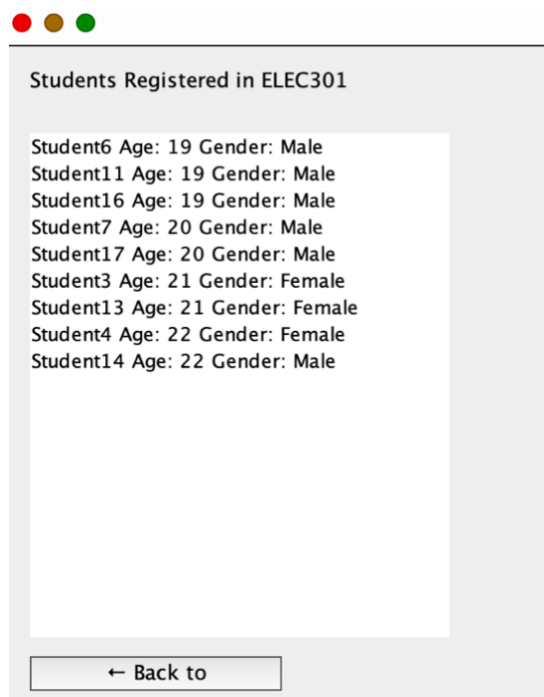 Students Registered in ELEC301
Student6 Age: 19 Gender: Male
Student11 Age: 19 Gender: Male
Student16 Age: 19 Gender: Male
Student7 Age: 20 Gender: Male
Student17 Age: 20 Gender: Male
Student3 Age: 21 Gender: Female
Student13 Age: 21 Gender: Female
Student4 Age: 22 Gender: Female
Student14 Age: 22 Gender: Male
← Back to